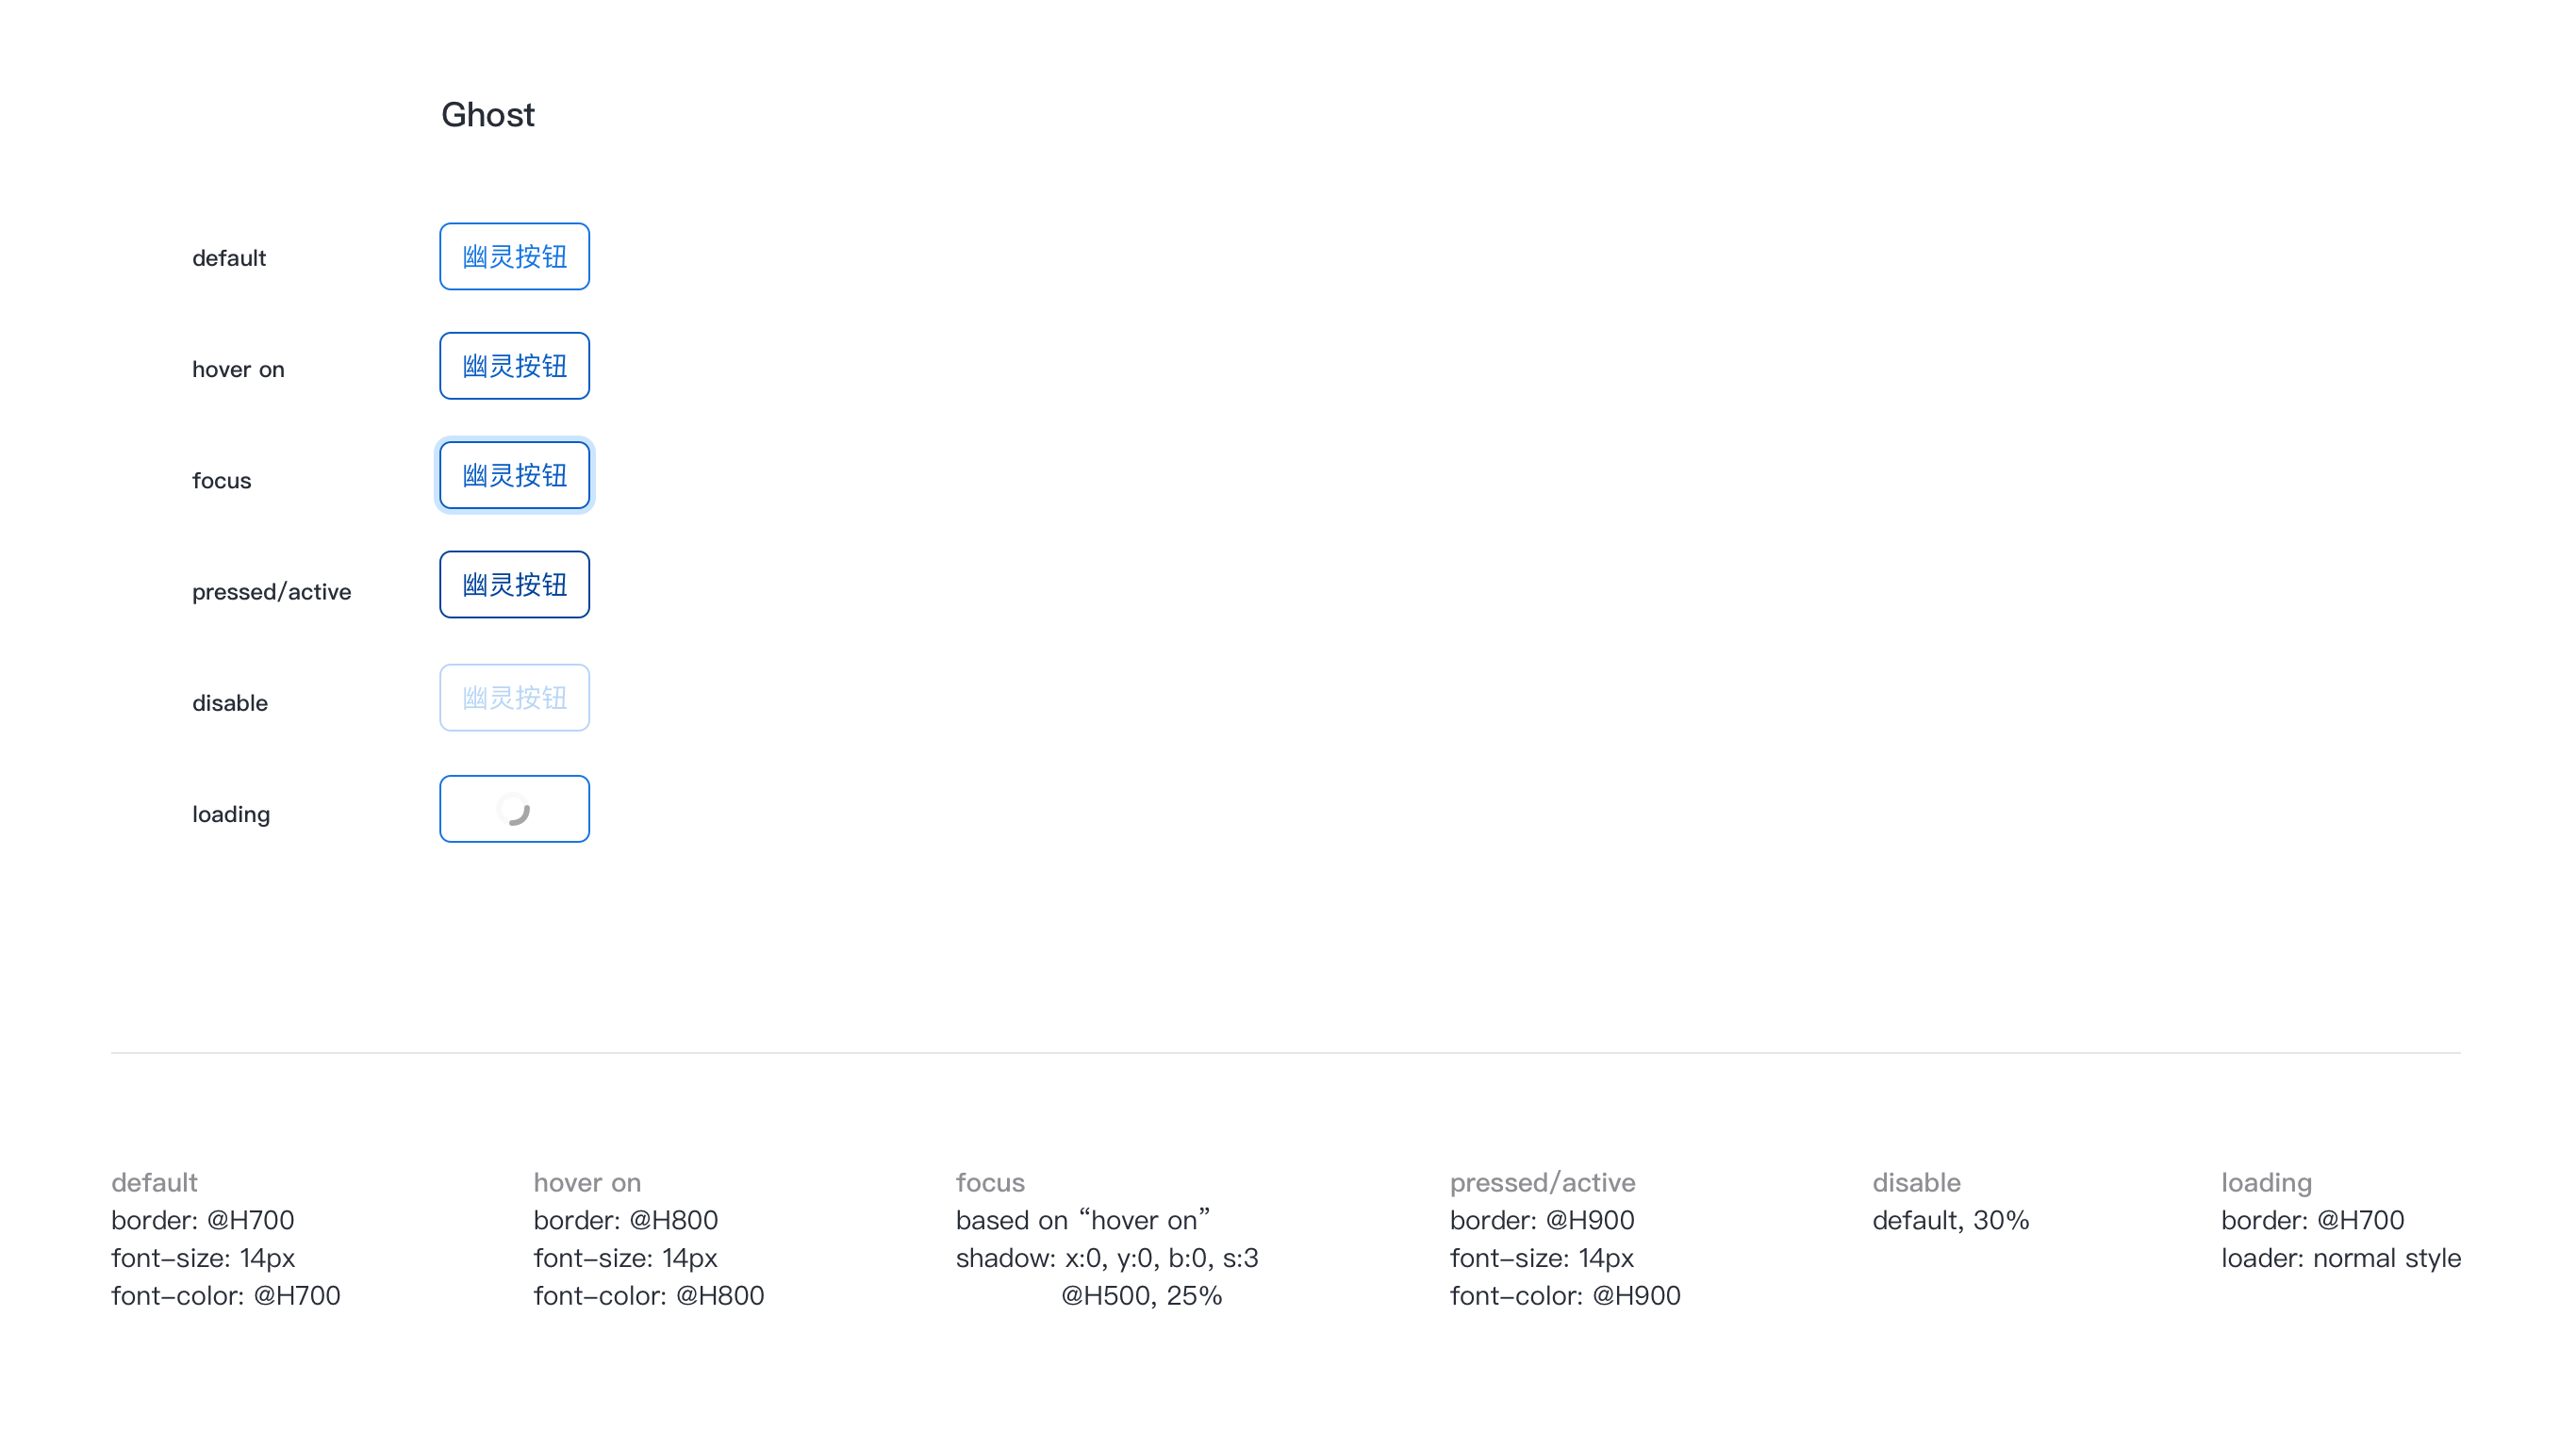 Ghost
default
幽灵按钮
hover on
幽灵按钮
focus
幽灵按钮
pressed/active
幽灵按钮
disable
幽灵按钮
loading
default
border: @H700
font-size: 14px
font-color: @H700
hover on
border: @H800
font-size: 14px
font-color: @H800
focus
based on “hover on”
shadow: x:0, y:0, b:0, s:3
@H500, 25%
pressed/active
border: @H900
font-size: 14px
font-color: @H900
disable
default, 30%
loading
border: @H700
loader: normal style